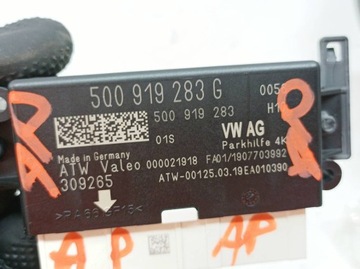 5Q0 919 283 G
005
5Q0 919 283
H1
01S
VW AG
Parkhilfe 4K
Made in Germany
ATW Valeo 000021918
FA01/1907703992
309265
ATW-00125.03.19EA010390
A
A
AP
AP